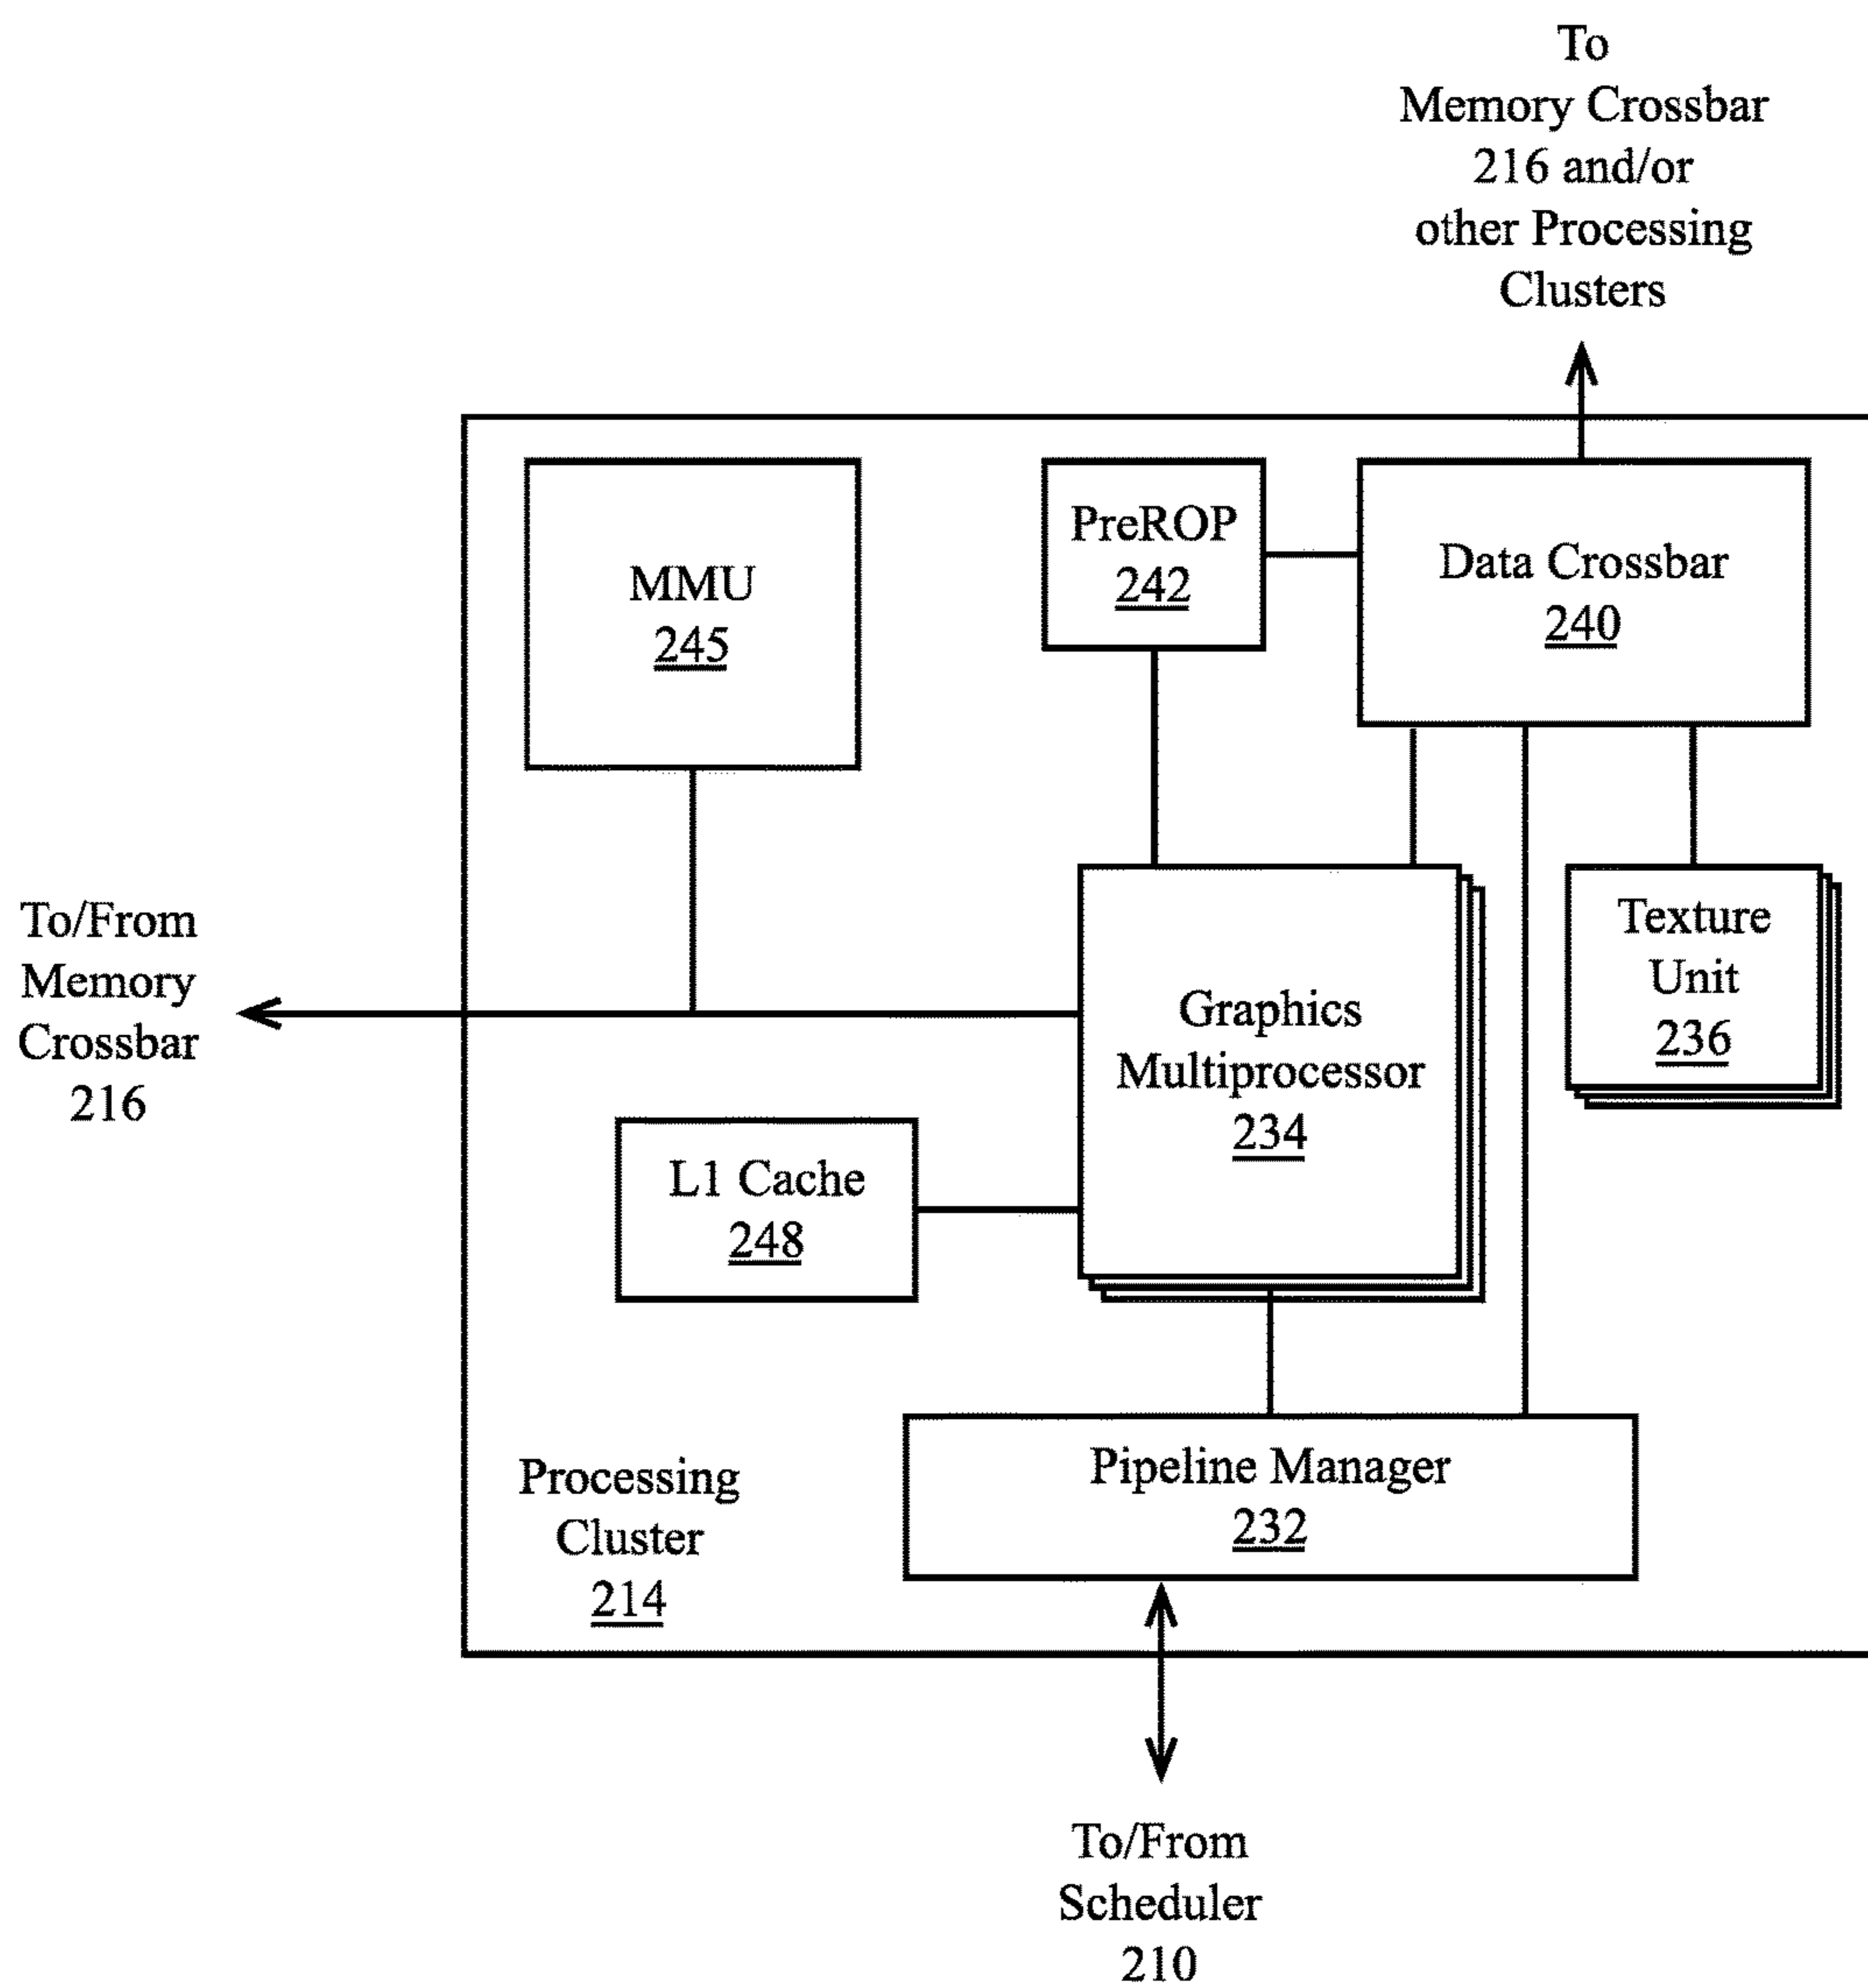 To
Memory Crossbar
216 and/or
other Processing
Clusters
MMU
245
PreROP
242
Data Crossbar
240
To/From
Memory
Crossbar
216
Graphics
Multiprocessor
234
Texture
Unit
236
L1 Cache
248
Pipeline Manager
232
Processing
Cluster
214
To/From
Scheduler
210